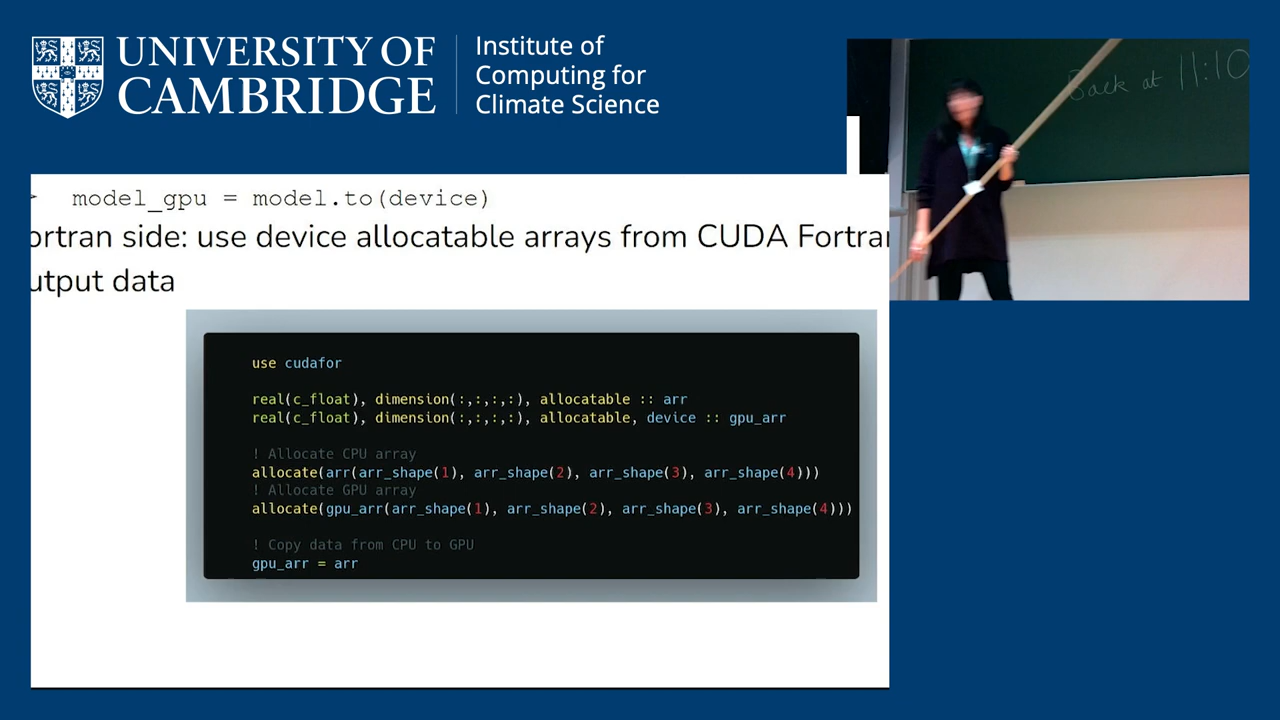 UNIVERSITY OF
CAMBRIDGE
Institute of
Computing for
Climate Science
Back at 11:10
model_gpu = model.to(device)
ortran side: use device allocatable arrays from CUDA Fortran
utput data
use cudafor
real(c_float), dimension(:,:,:,:), allocatable :: arr
real(c_float), dimension(:,:,:,:), allocatable, device :: gpu_arr
! Allocate CPU array
allocate(arr(arr_shape(1), arr_shape(2), arr_shape(3), arr_shape(4)))
! Allocate GPU array
allocate(gpu_arr(arr_shape(1), arr_shape(2), arr_shape(3), arr_shape(4)))
! Copy data from CPU to GPU
gpu_arr = arr